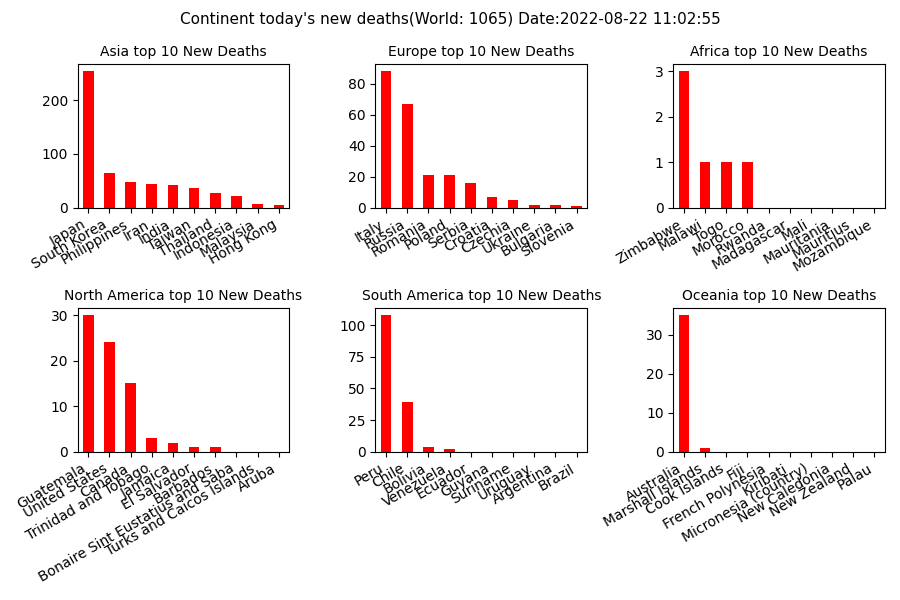 Continent today's new deaths(World: 1065) Date:2022-08-22 11:02:55
Asia top 10 New Deaths
200
100
0
Japan
South Korea
Philippines
Iran
India
Taiwan
Thailand
Indonesia
Malaysia
Hong Kong
Europe top 10 New Deaths
80
60
40
20
0
Italy
Russia
Romania
Poland
Serbia
Croatia
Czechia
Ukraine
Bulgaria
Slovenia
Africa top 10 New Deaths
3
2
1
0
Zimbabwe
Malawi
Togo
Morocco
Rwanda
Madagascar
Mali
Mauritania
Mauritius
Mozambique
North America top 10 New Deaths
30
20
10
0
Guatemala
United States
Canada
Trinidad and Tobago
Jamaica
El Salvador
Barbados
Bonaire Sint Eustatius and Saba
Turks and Caicos Islands
Aruba
South America top 10 New Deaths
100
75
50
25
0
Peru
Chile
Bolivia
Venezuela
Ecuador
Guyana
Suriname
Uruguay
Argentina
Brazil
Oceania top 10 New Deaths
30
20
10
0
Australia
Marshall Islands
Cook Islands
Fiji
French Polynesia
Kiribati
Micronesia (country)
New Caledonia
New Zealand
Palau